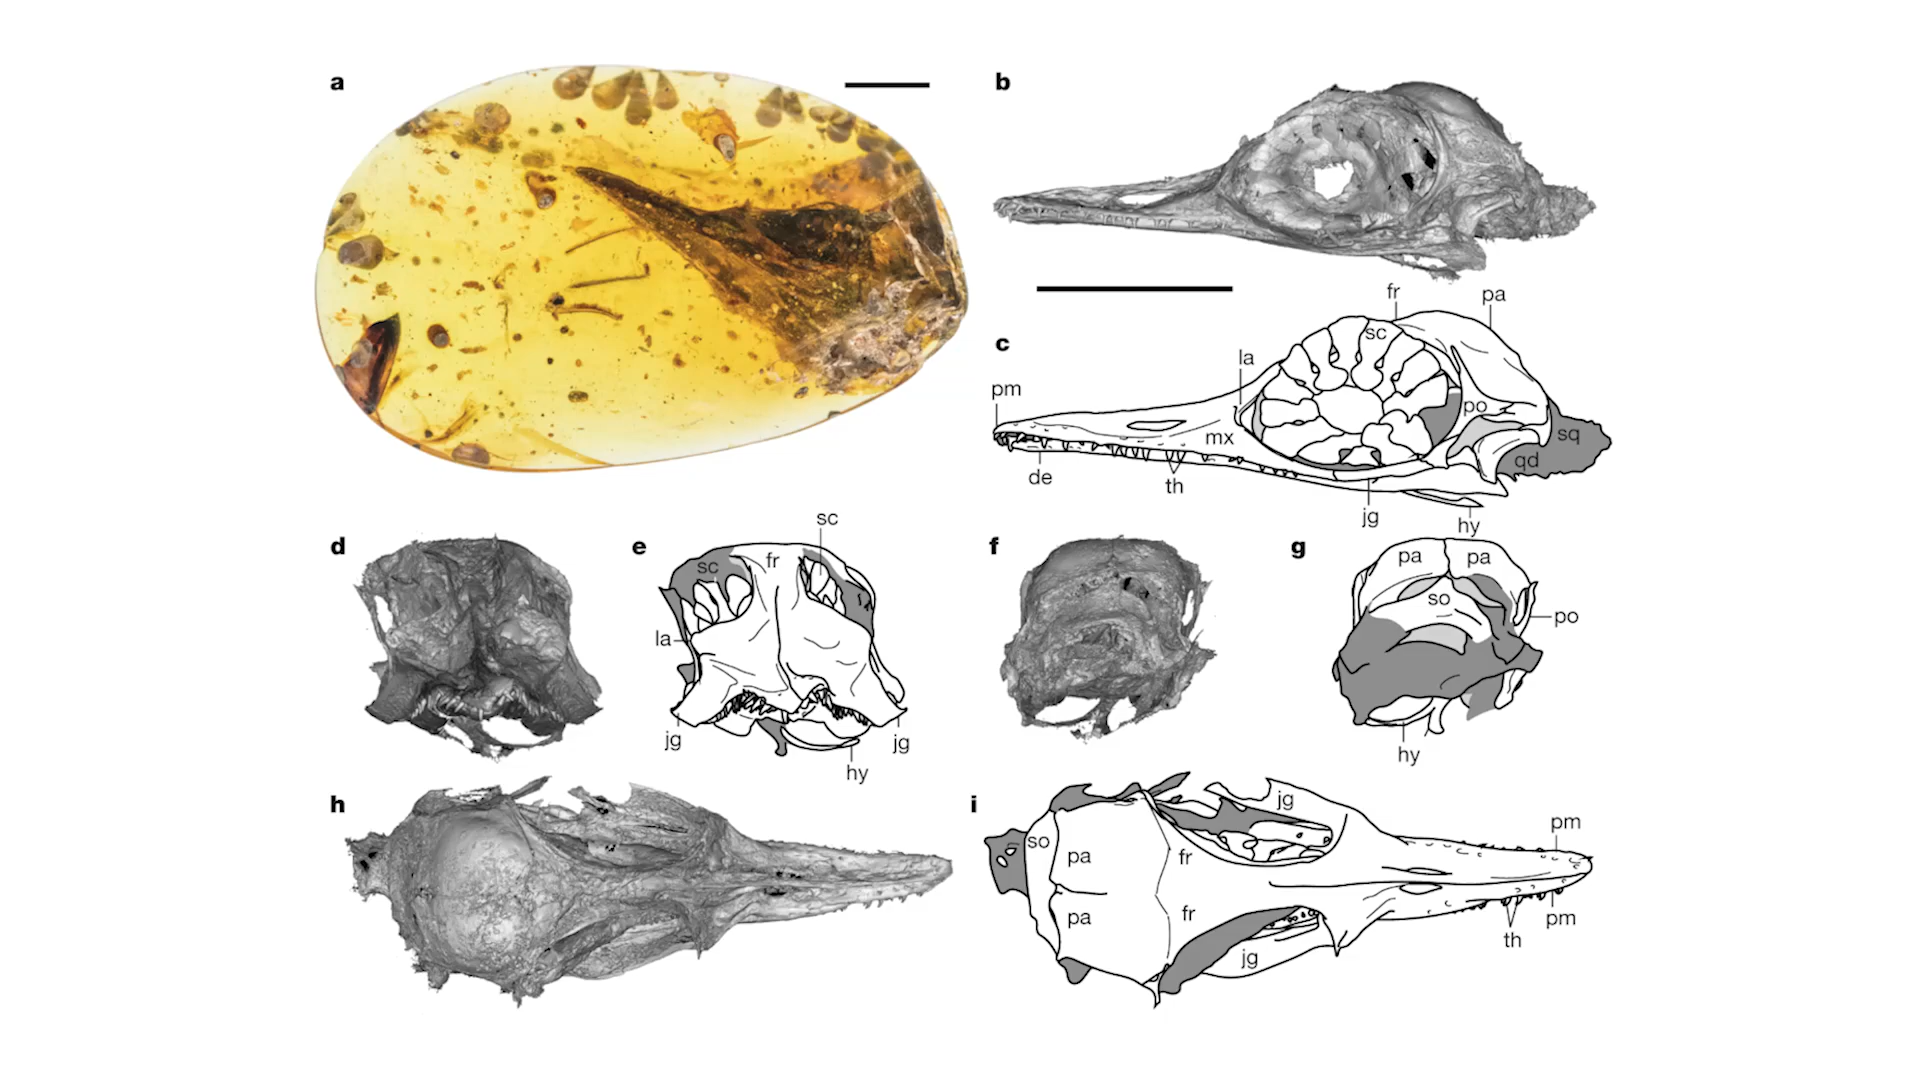 a
b
c
fr
pa
sc
la
pm
po
mx
sq
qd
de
th
jg
hy
d
e
sc
sc
fr
la
jg
jg
hy
f
g
pa
pa
so
po
hy
h
i
jg
so
pa
fr
pm
pa
fr
pm
th
jg